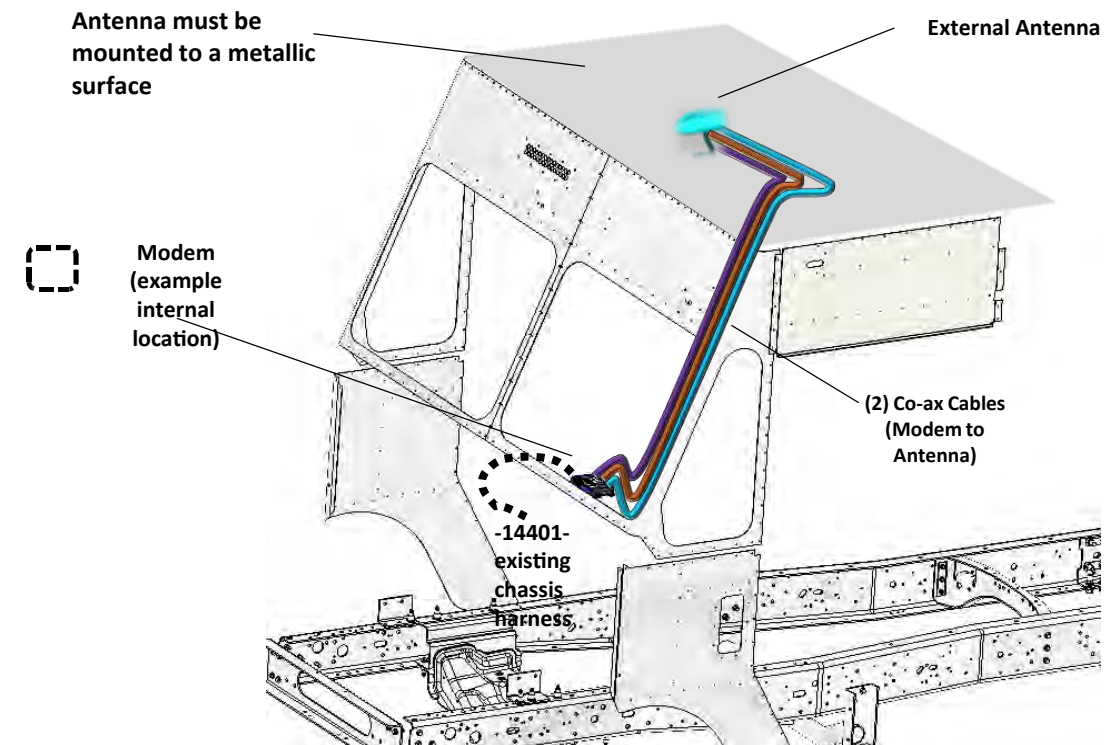 Antenna must be
mounted to a metallic
surface
External Antenna
Modem
(example
internal
location)
(2) Co-ax Cables
(Modem to
Antenna)
-14401-
existing
chassis
harness